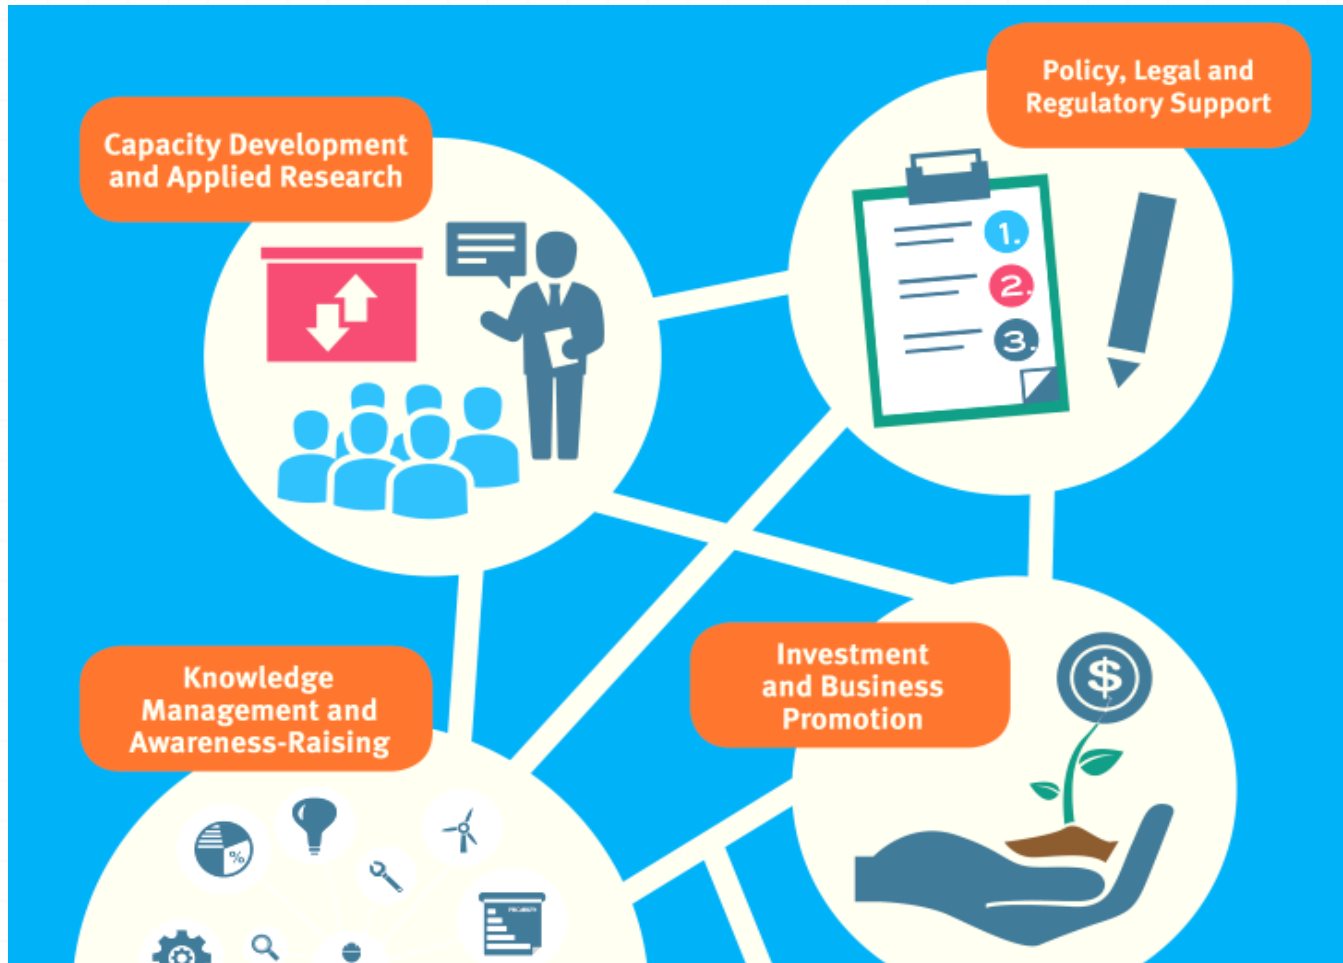 Capacity Development
and Applied Research
Policy, Legal and
Regulatory Support
1.
2.
3.
Knowledge
Management and
Awareness-Raising
Investment
and Business
Promotion
$
%